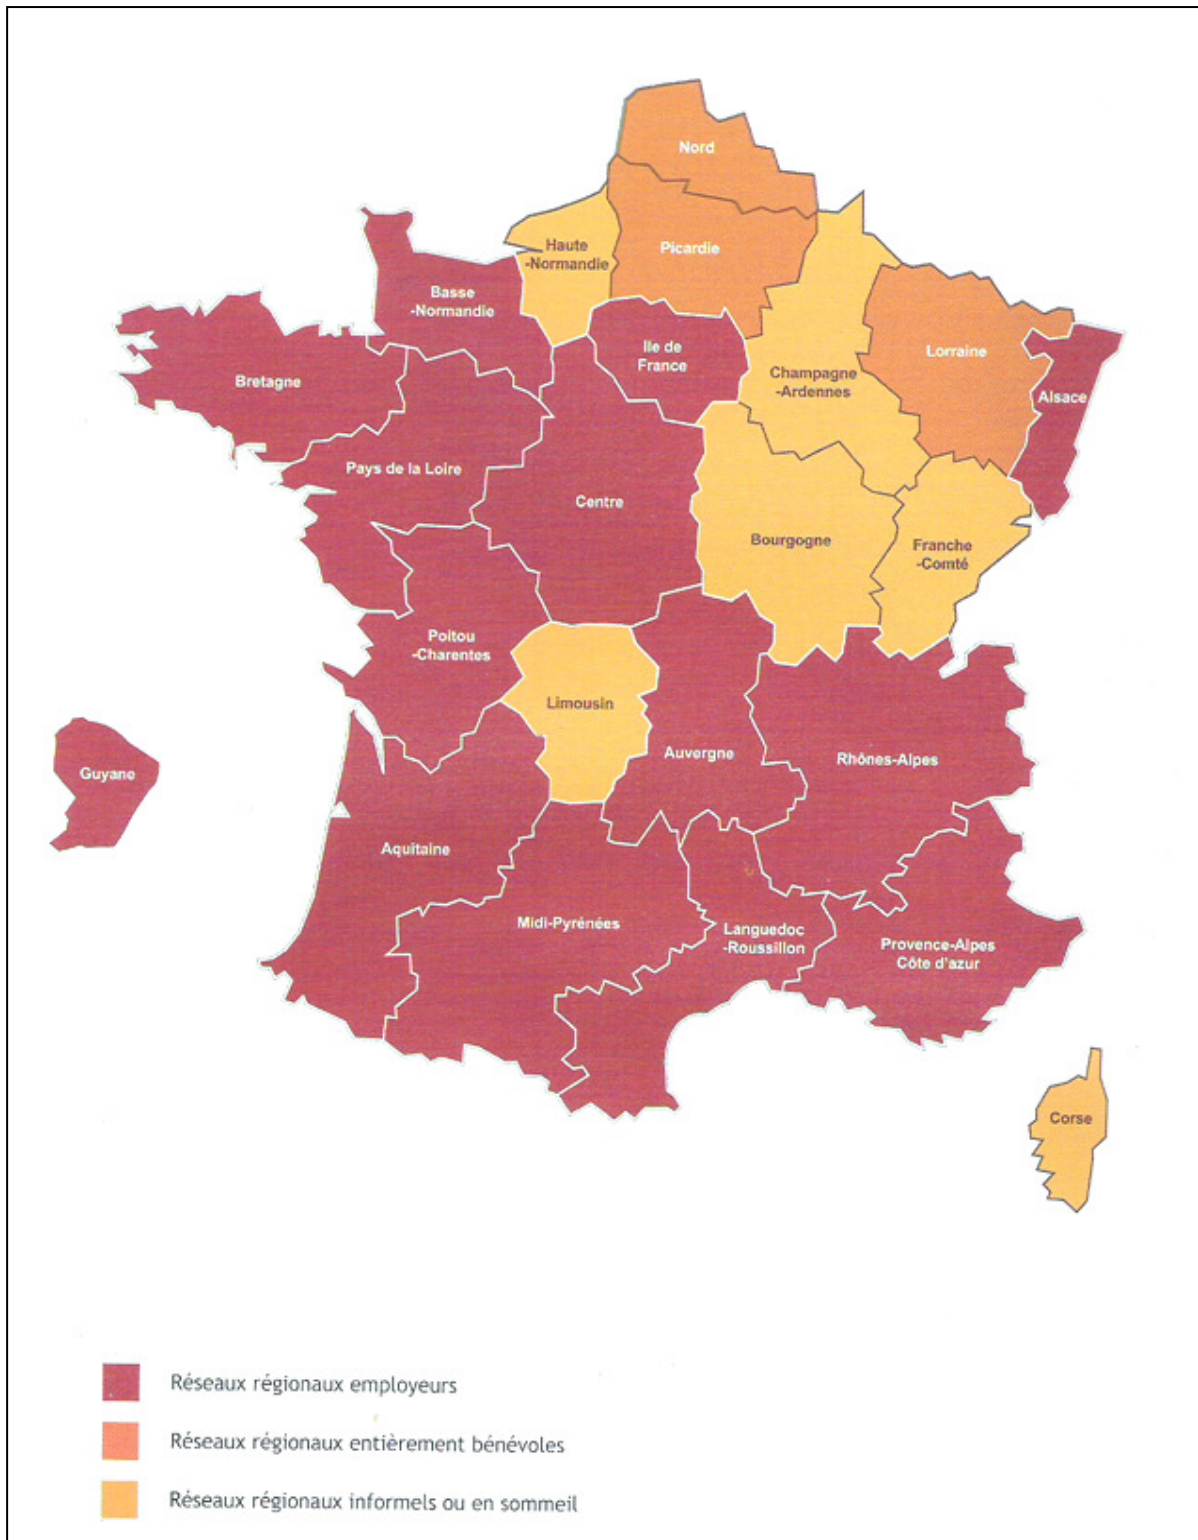 Nord
Haute
-Normandie
Picardie
Basse
-Normandie
Ile de
France
Lorraine
Champagne
-Ardennes
Alsace
Bretagne
Pays de la Loire
Centre
Bourgogne
Franche
-Comté
Poitou
-Charentes
Limousin
Auvergne
Rhônes-Alpes
Guyane
Aquitaine
Midi-Pyrénées
Languedoc
-Roussillon
Provence-Alpes
Côte d'azur
Corse
Réseaux régionaux employeurs
Réseaux régionaux entièrement bénévoles
Réseaux régionaux informels ou en sommeil